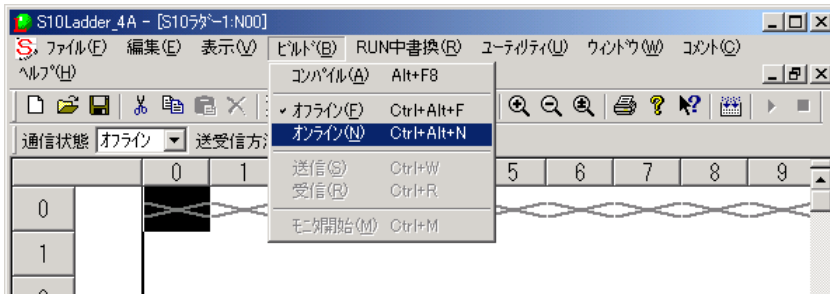 S10Ladder_4A - [S10ﾗﾀﾞｰ1:N00]
ﾌｧｲﾙ(F) 編集(E) 表示(V) ﾋﾞﾙﾄﾞ(B) RUN中書換(R) ﾕｰﾃｨﾘﾃｨ(U) ｳｨﾝﾄﾞｳ(W) ｺﾒﾝﾄ(C)
ﾍﾙﾌﾟ(H)
ｺﾝﾊﾟｲﾙ(A) Alt+F8
ｵﾌﾗｲﾝ(F) Ctrl+Alt+F
ｵﾝﾗｲﾝ(N) Ctrl+Alt+N
送信(S) Ctrl+W
受信(R) Ctrl+R
ﾓﾆﾀ開始(M) Ctrl+M
通信状態 ｵﾌﾗｲﾝ 送受信方
0 1 5 6 7 8 9
0
1